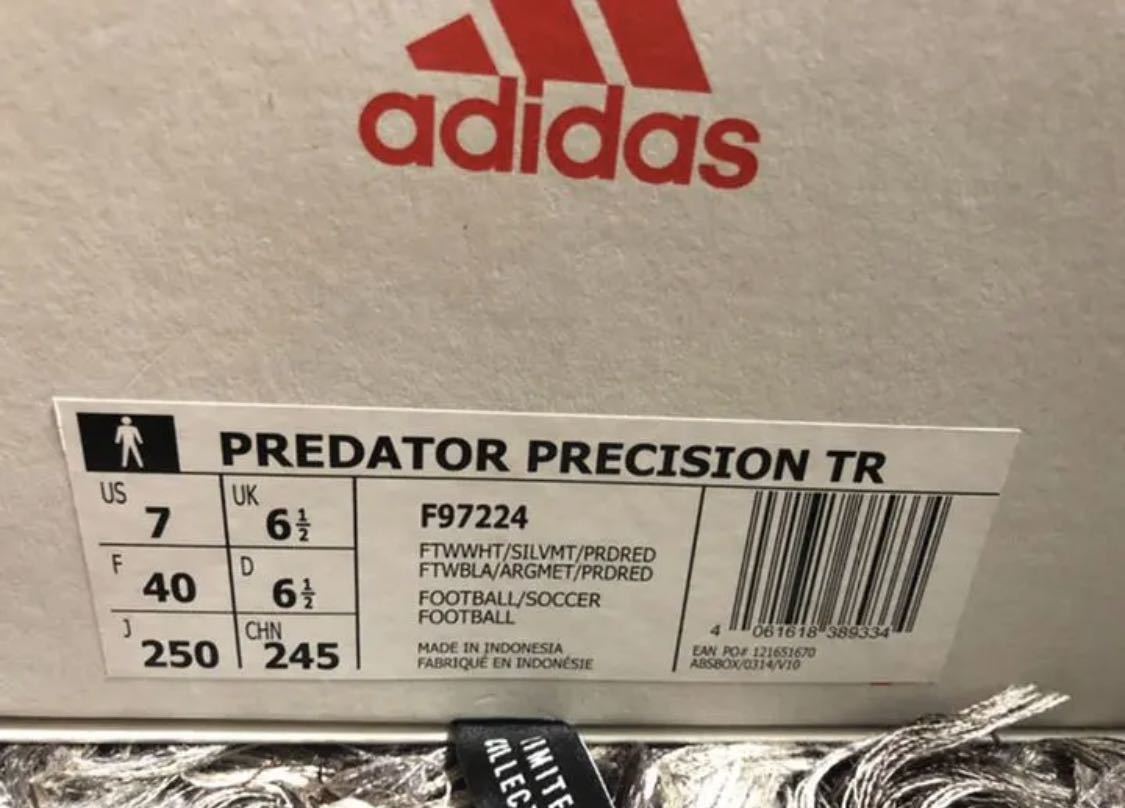 adidas
PREDATOR PRECISION TR
US 7
UK 6½
F 40
D 6½
J 250
CHN 245
F97224
FTWWHT/SILVMT/PRDRED
FTWBLA/ARGMET/PRDRED
FOOTBALL/SOCCER
FOOTBALL
MADE IN INDONESIA
FABRIQUÉ EN INDONÉSIE
4 061618 389334
EAN PO# 121651670
ABSBOX/0314/V10